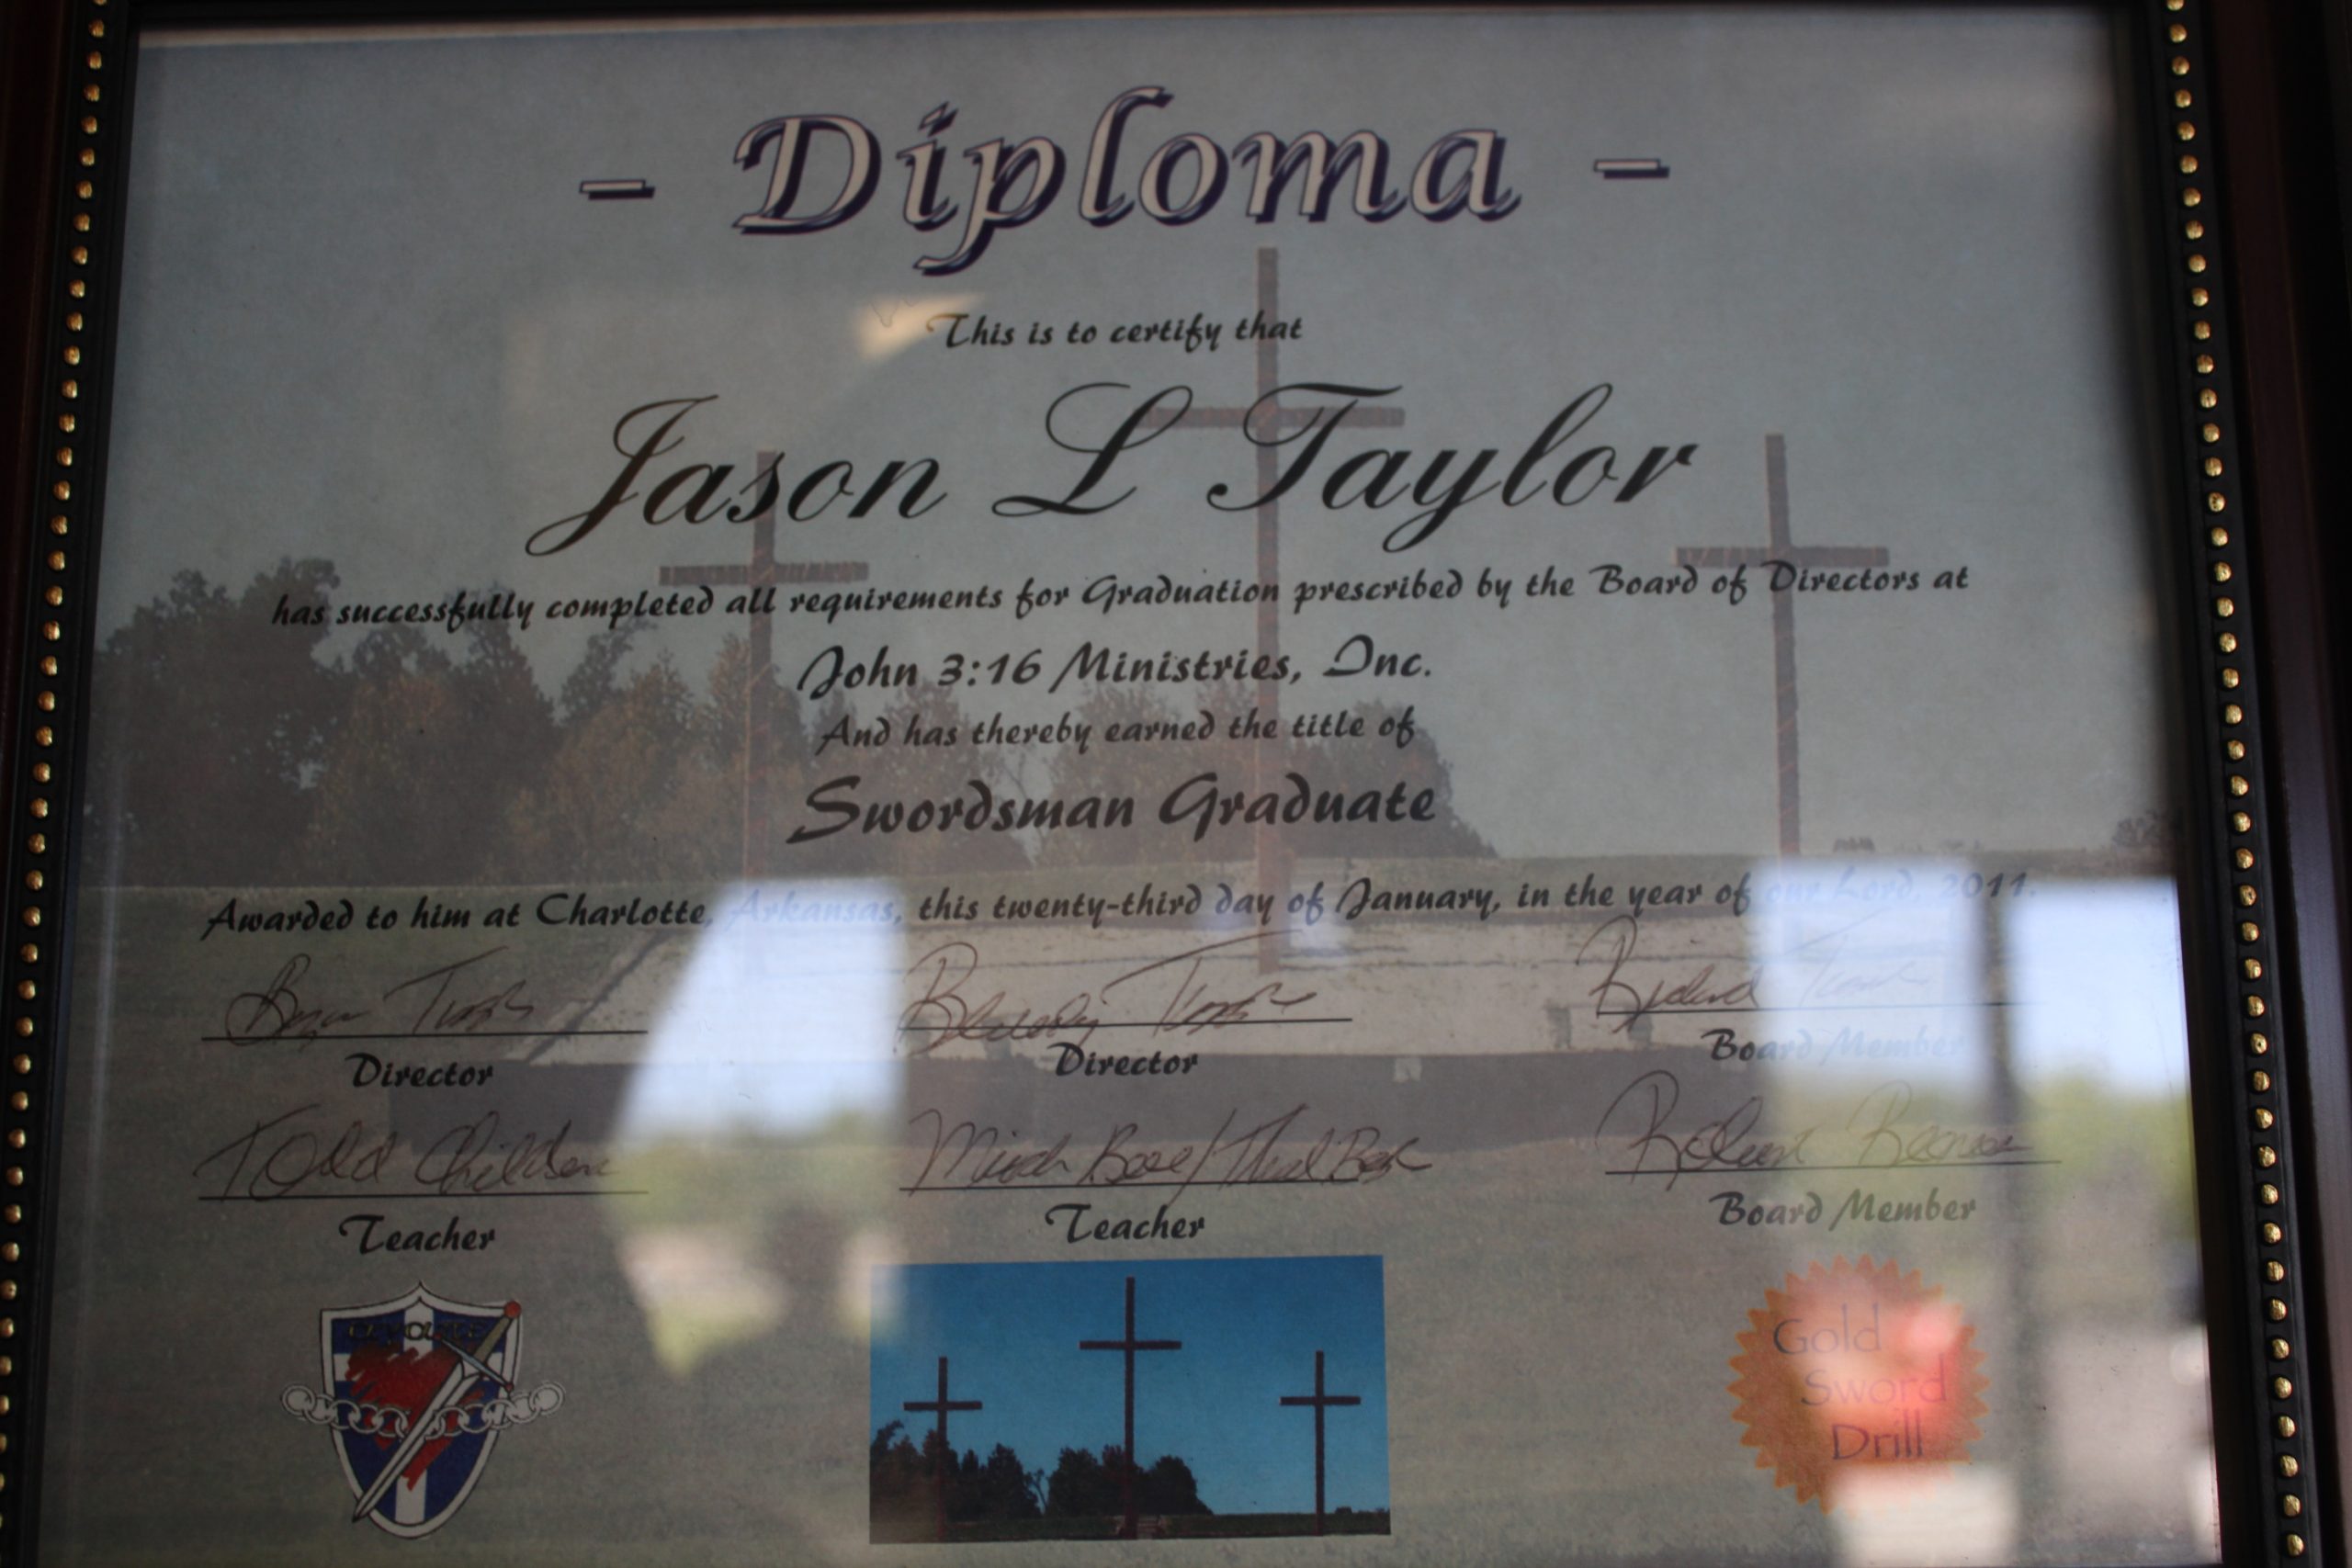 - Diploma -
This is to certify that
Jason L Taylor
has successfully completed all requirements for Graduation prescribed by the Board of Directors at
John 3:16 Ministries, Inc.
And has thereby earned the title of
Swordsman Graduate
Awarded to him at Charlotte, Arkansas, this twenty-third day of January, in the year of our Lord, 2011.
Director
Director
Board Member
Todd Childers
Teacher
Teacher
Board Member
Gold
Sword
Drill